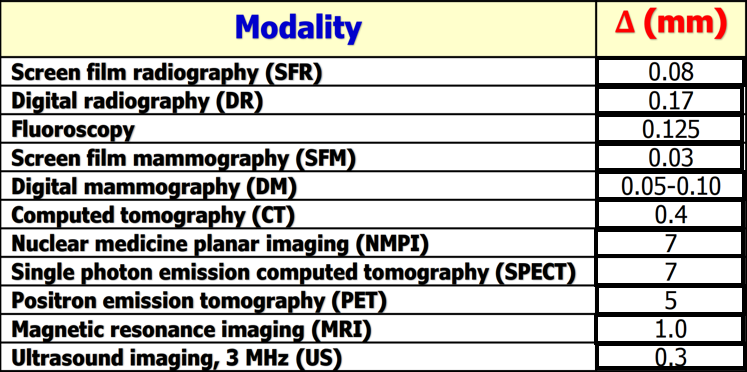 Modality Δ (mm)
Screen film radiography (SFR) 0.08
Digital radiography (DR) 0.17
Fluoroscopy 0.125
Screen film mammography (SFM) 0.03
Digital mammography (DM) 0.05-0.10
Computed tomography (CT) 0.4
Nuclear medicine planar imaging (NMPI) 7
Single photon emission computed tomography (SPECT) 7
Positron emission tomography (PET) 5
Magnetic resonance imaging (MRI) 1.0
Ultrasound imaging, 3 MHz (US) 0.3